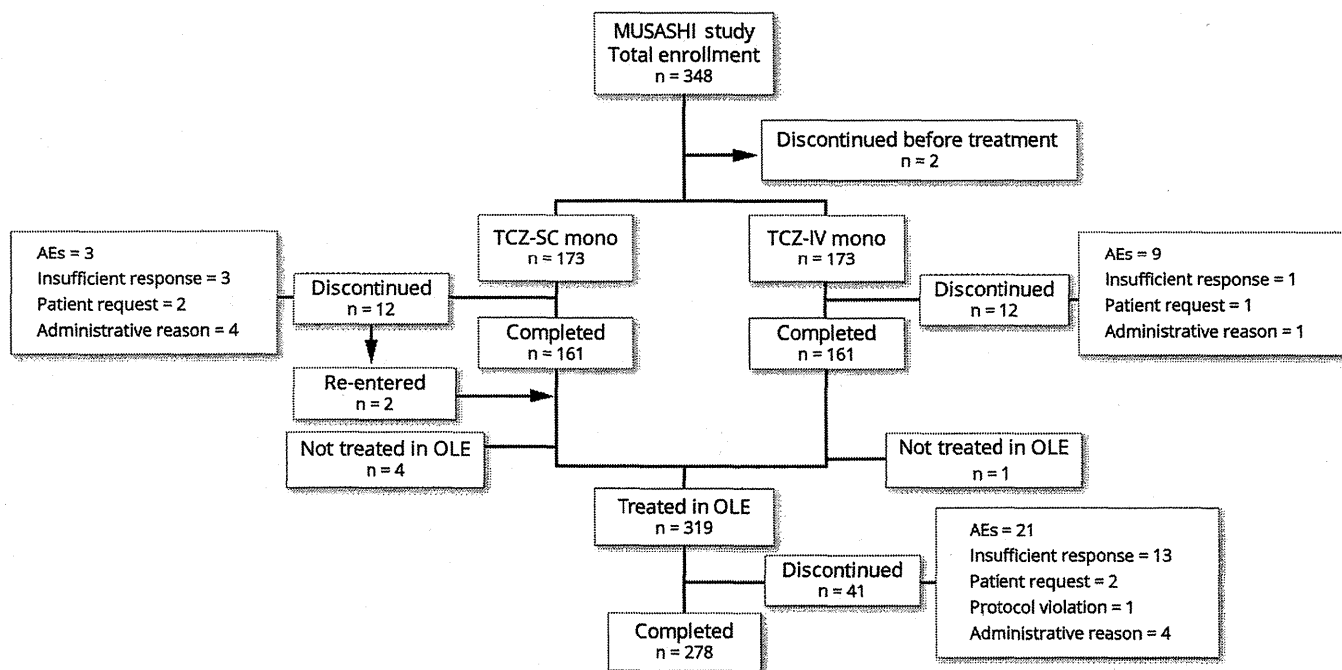 MUSASHI study
Total enrollment
n = 348
Discontinued before treatment
n = 2
TCZ-SC mono
n = 173
TCZ-IV mono
n = 173
AEs = 3
Insufficient response = 3
Patient request = 2
Administrative reason = 4
Discontinued
n = 12
Completed
n = 161
Completed
n = 161
Discontinued
n = 12
AEs = 9
Insufficient response = 1
Patient request = 1
Administrative reason = 1
Re-entered
n = 2
Not treated in OLE
n = 4
Not treated in OLE
n = 1
Treated in OLE
n = 319
Discontinued
n = 41
AEs = 21
Insufficient response = 13
Patient request = 2
Protocol violation = 1
Administrative reason = 4
Completed
n = 278